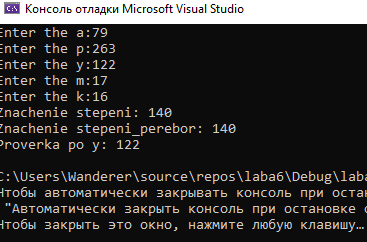 Консоль отладки Microsoft Visual Studio
Enter the a:79
Enter the p:263
Enter the y:122
Enter the m:17
Enter the k:16
Znachenie stepeni: 140
Znachenie stepeni_perebor: 140
Proverka po y: 122
C:\Users\Wanderer\source\repos\laba6\Debug\laba
Чтобы автоматически закрывать консоль при
"Автоматически закрыть консоль при остановке
Чтобы закрыть это окно, нажмите любую клавишу…